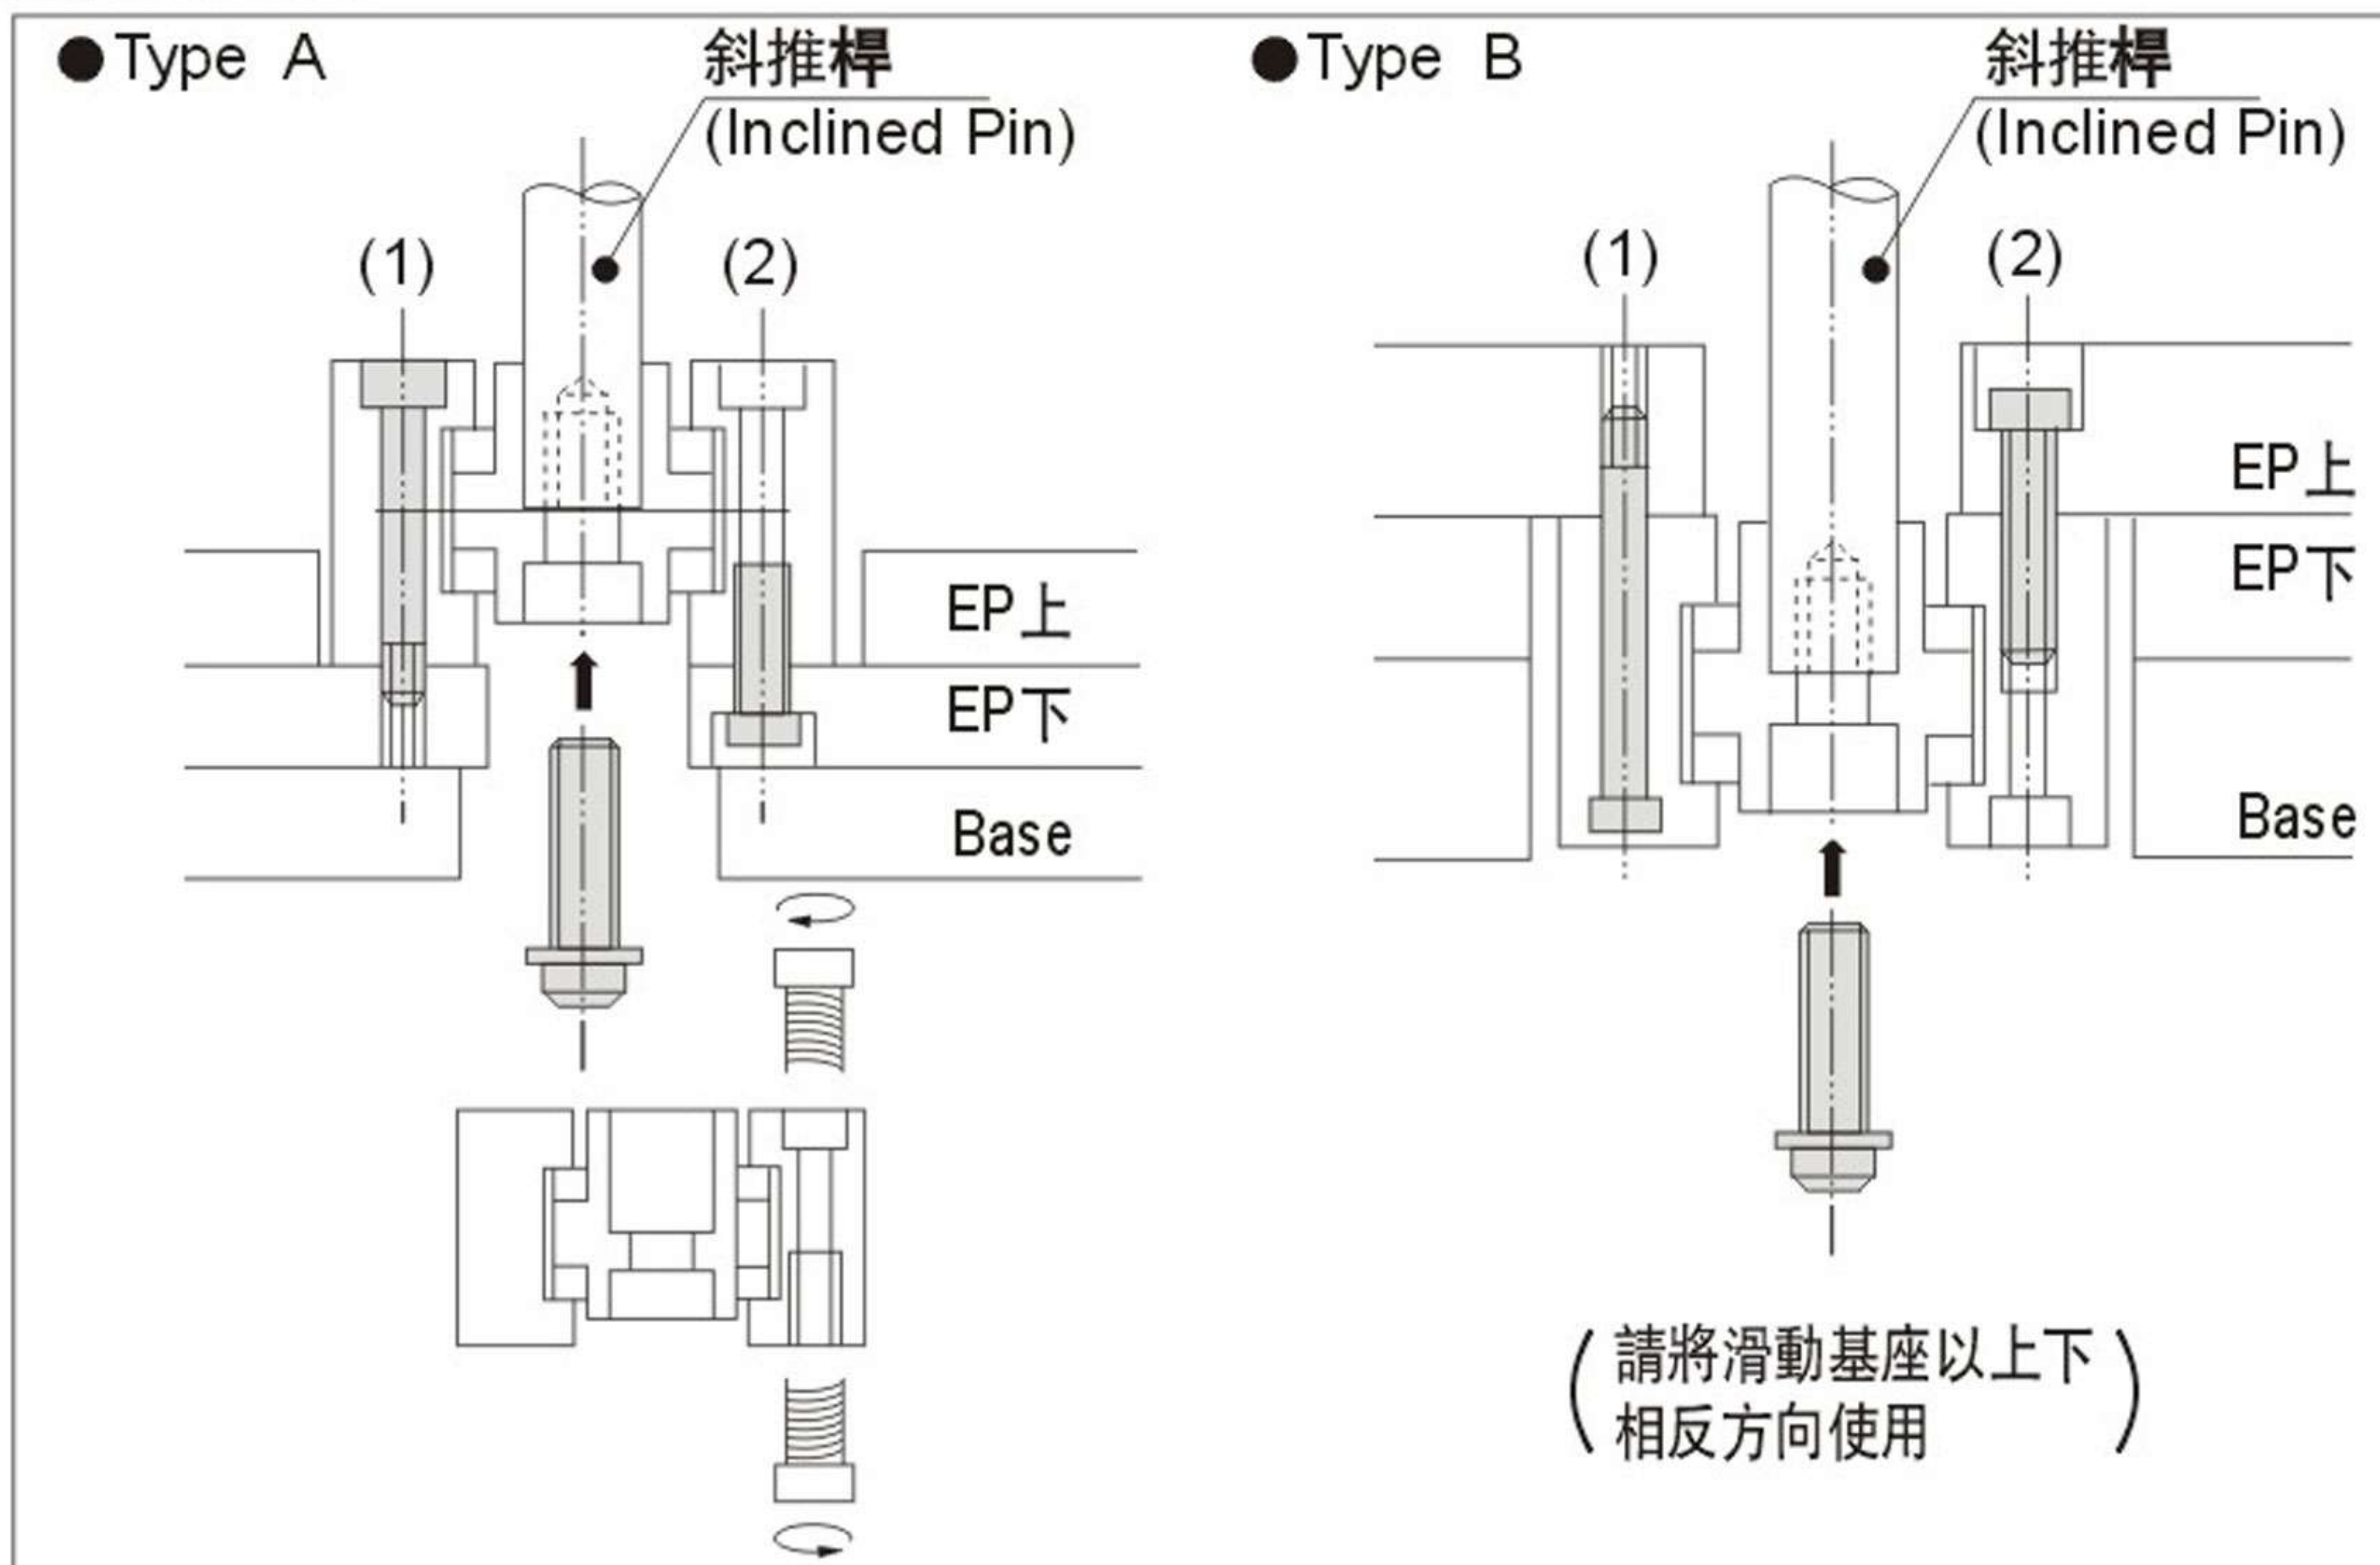 ●Type A
斜推桿
(Inclined Pin)
(1)
(2)
EP上
EP下
Base
●Type B
斜推桿
(Inclined Pin)
(1)
(2)
EP上
EP下
Base
(請將滑動基座以上下
相反方向使用)